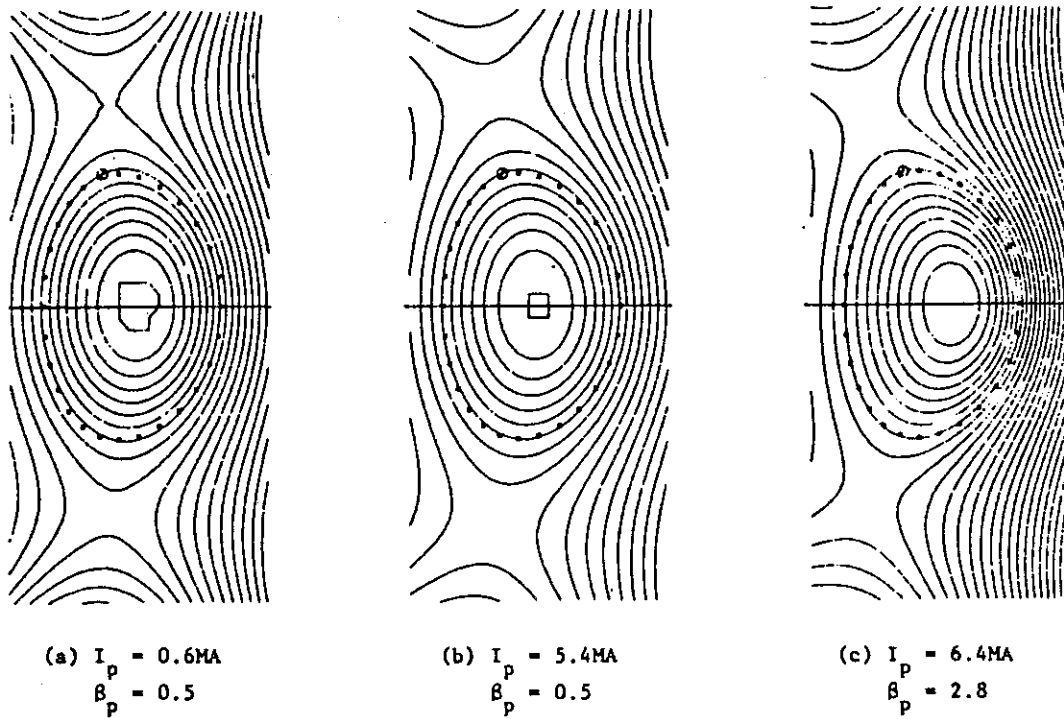 (a) I_p = 0.6MA
β_p = 0.5
(b) I_p = 5.4MA
β_p = 0.5
(c) I_p = 6.4MA
β_p = 2.8